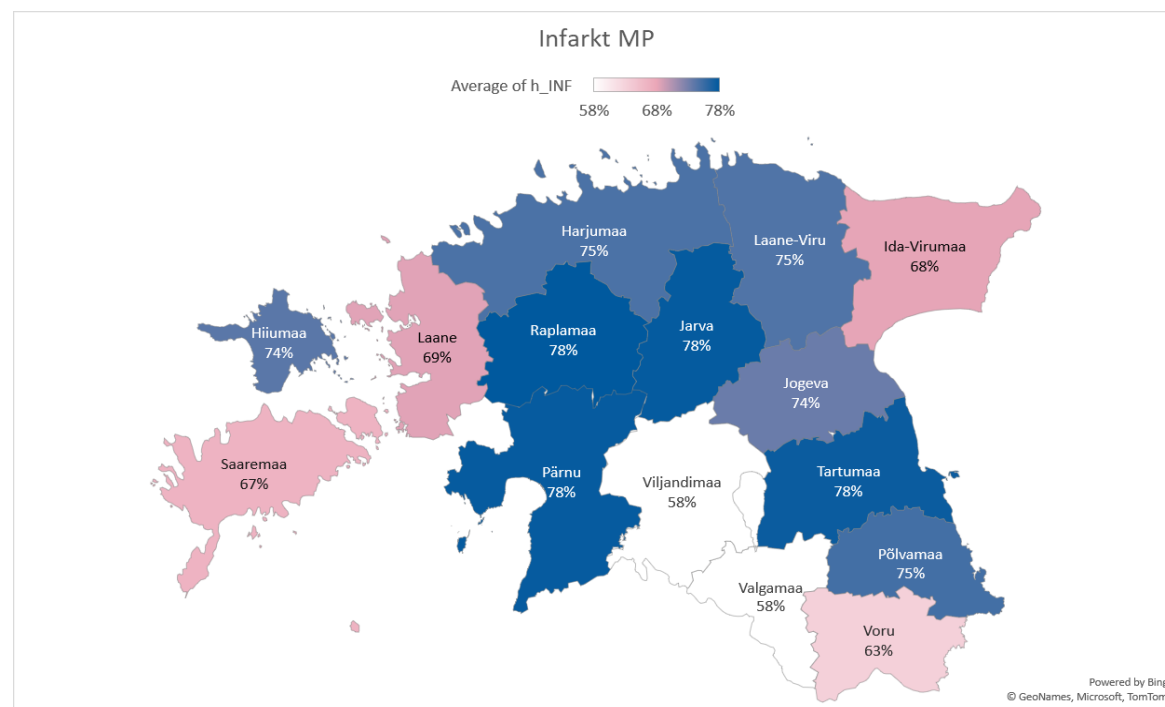 Infarkt MP
Average of h_INF
58% 68% 78%
Harjumaa
75%
Laane-Viru
75%
Ida-Virumaa
68%
Hiiumaa
74%
Laane
69%
Raplamaa
78%
Jarva
78%
Jogeva
74%
Saaremaa
67%
Pärnu
78%
Viljandimaa
58%
Tartumaa
78%
Põlvamaa
75%
Valgamaa
58%
Voru
63%
Powered by Bing
© GeoNames, Microsoft, TomTom